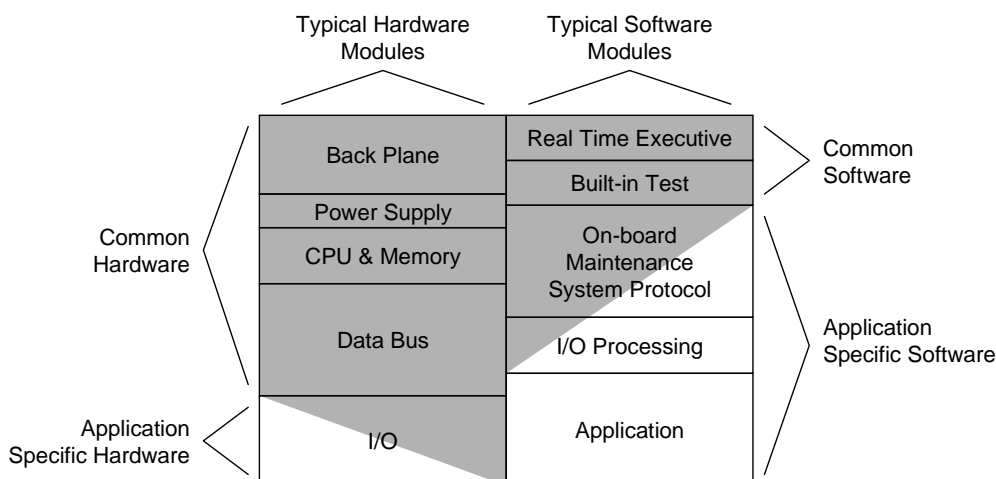 Typical Hardware
Modules
Typical Software
Modules
Back Plane
Power Supply
CPU & Memory
Data Bus
I/O
Real Time Executive
Built-in Test
On-board
Maintenance
System Protocol
I/O Processing
Application
Common
Hardware
Application
Specific Hardware
Common
Software
Application
Specific Software